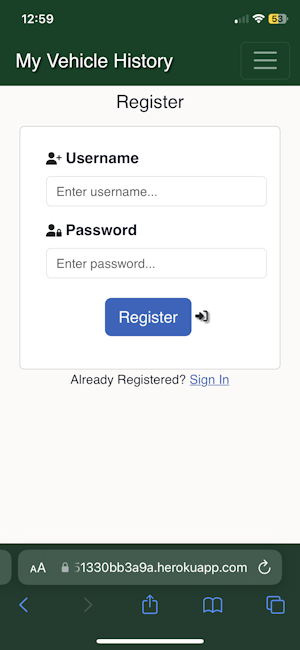 12:59
53
My Vehicle History
Register
Username
Enter username...
Password
Enter password...
Register
Already Registered? Sign In
AA
51330bb3a9a.herokuapp.com